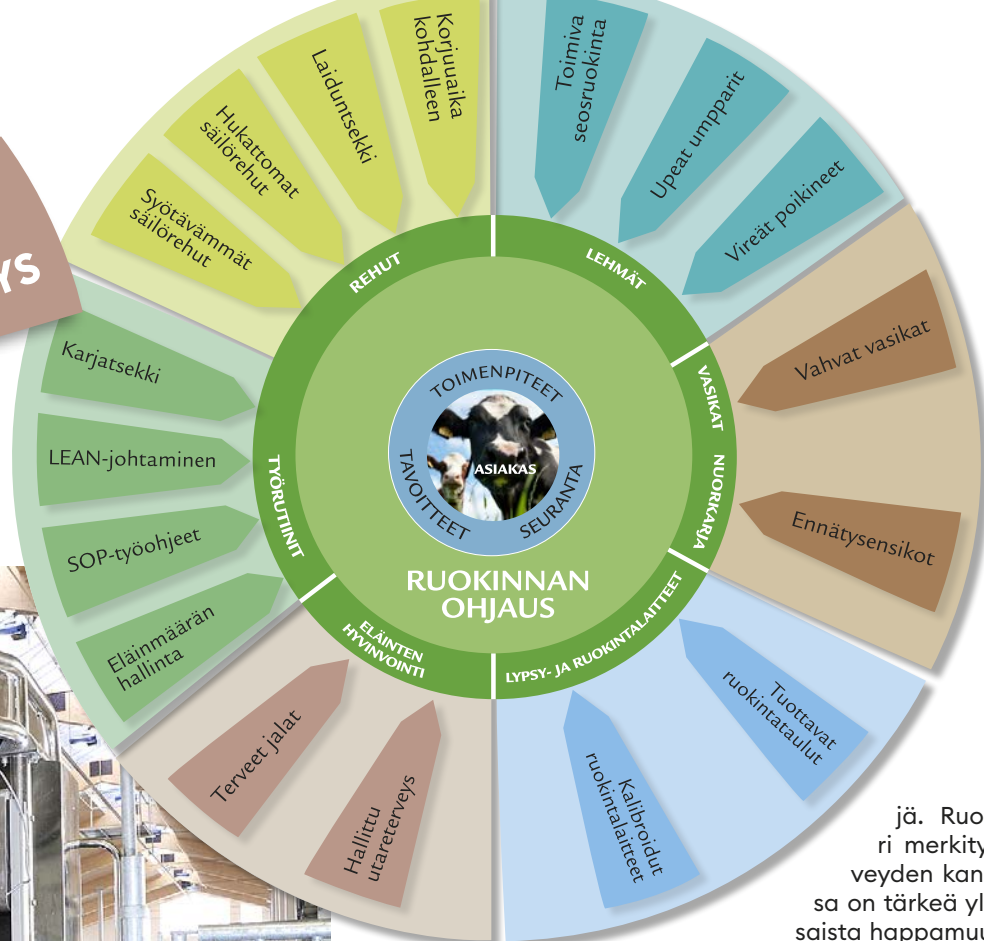 YS
REHUT
Syötävämmät
säilörehut
Hukattomat
säilörehut
Laiduntsekki
Korjuuaika
kohdalleen
LEHMÄT
Toimiva
seosruokinta
Upeat umpparit
Vireät poikineet
VASIKAT
NUORKARJA
Vahvat vasikat
Ennätysensikot
LYPSY- JA RUOKINTALAITTEET
Tuottavat
ruokintataulut
Kalibroidut
ruokintalaitteet
ELÄINTEN
HYVINVOINTI
Hallittu
utareterveys
Terveet jalat
TYÖRUTIINIT
Eläinmäärän
hallinta
SOP-työohjeet
LEAN-johtaminen
Karjatsekki
TOIMENPITEET
SEURANTA
TAVOITTEET
ASIAKAS
RUOKINNAN
OHJAUS
jä. Ruo
ri merkity
veyden kan
sa on tärkeä yl
saista happamuu